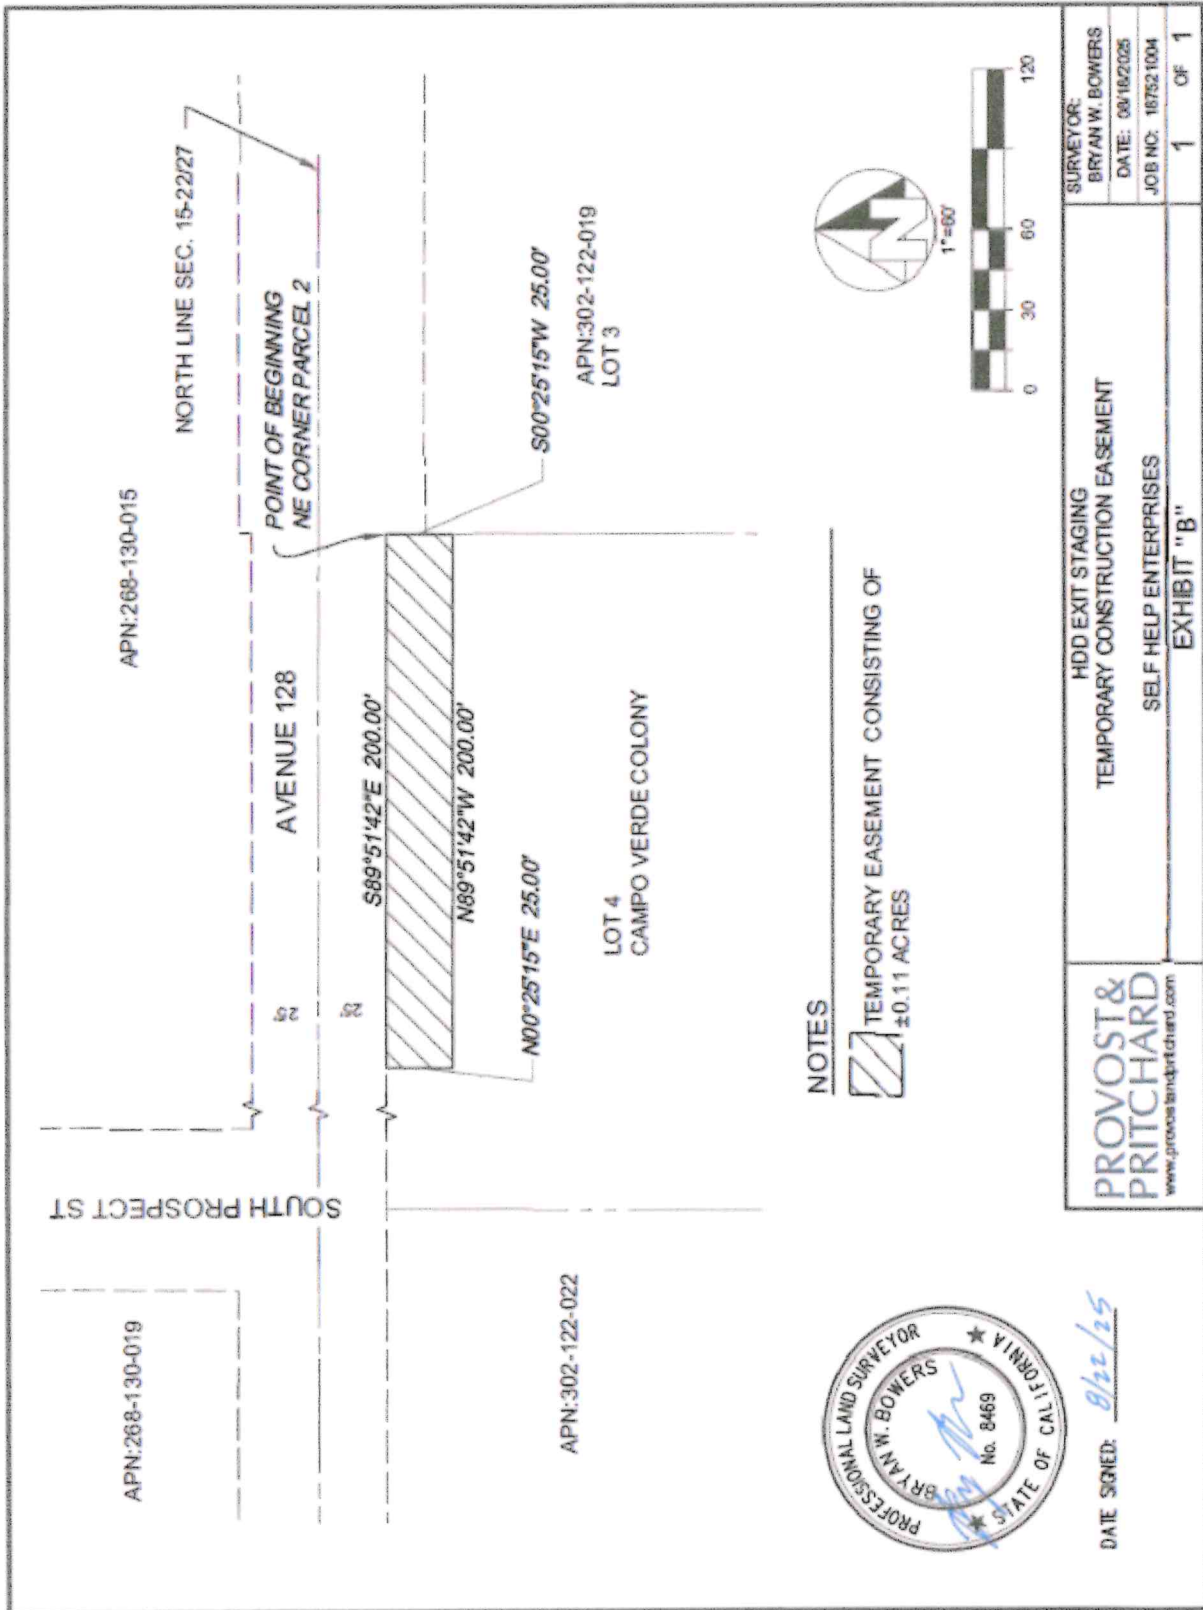 APN:268-130-019
SOUTH PROSPECT ST
APN:268-130-015
NORTH LINE SEC. 15-22/27
AVENUE 128
25'
25'
POINT OF BEGINNING
NE CORNER PARCEL 2
S89°51'42"E 200.00'
N89°51'42"W 200.00'
N00°25'15"E 25.00'
S00°25'15"W 25.00'
APN:302-122-022
LOT 4
CAMPO VERDE COLONY
APN:302-122-019
LOT 3
NOTES
TEMPORARY EASEMENT CONSISTING OF
±0.11 ACRES
N
1"=60'
0 30 60 120
PROFESSIONAL LAND SURVEYOR
BRYAN W. BOWERS
No. 8469
STATE OF CALIFORNIA
DATE SIGNED: 8/22/25
PROVOST &
PRITCHARD
www.provostandpritchard.com
HDD EXIT STAGING
TEMPORARY CONSTRUCTION EASEMENT
SELF HELP ENTERPRISES
EXHIBIT "B"
SURVEYOR:
BRYAN W. BOWERS
DATE: 08/18/2025
JOB NO: 187521004
1 OF 1